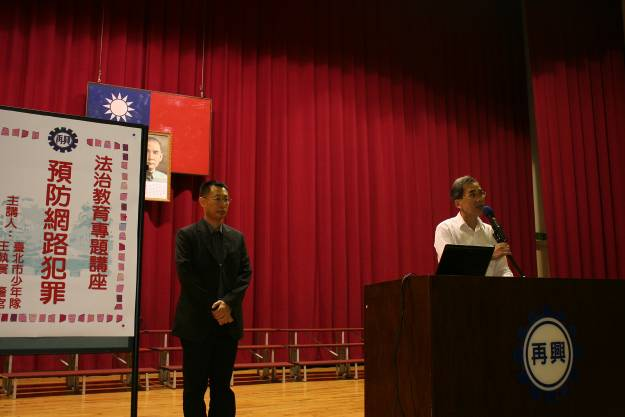 再興
法治教育專題講座
預防網路犯罪
主講人：臺北市少年隊
王執
警官
再興